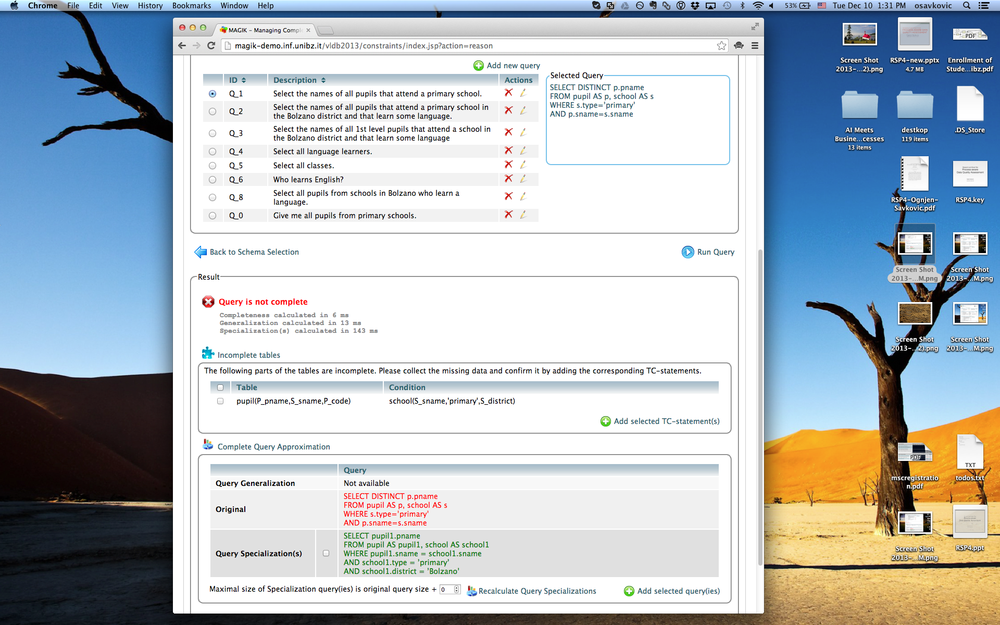 Chrome File Edit View History Bookmarks Window Help
53% Tue Dec 10 1:31 PM osavkovic
MAGIK – Managing Compl
magik-demo.inf.unibz.it/vldb2013/constraints/index.jsp?action=reason
Add new query
ID Description Actions
Q_1 Select the names of all pupils that attend a primary school.
Q_2 Select the names of all pupils that attend a primary school in
the Bolzano district and that learn some language.
Q_3 Select the names of all 1st level pupils that attend a school in
the Bolzano district and that learn some language
Q_4 Select all language learners.
Q_5 Select all classes.
Q_6 Who learns English?
Q_8 Select all pupils from schools in Bolzano who learn a
language.
Q_0 Give me all pupils from primary schools.
Selected Query
SELECT DISTINCT p.pname
FROM pupil AS p, school AS s
WHERE s.type='primary'
AND p.sname=s.sname
Back to Schema Selection
Run Query
Result
Query is not complete
Completeness calculated in 6 ms
Generalization calculated in 13 ms
Specialization(s) calculated in 143 ms
Incomplete tables
The following parts of the tables are incomplete. Please collect the missing data and confirm it by adding the corresponding TC-statements.
Table Condition
pupil(P_pname,S_sname,P_code) school(S_sname,'primary',S_district)
Add selected TC-statement(s)
Complete Query Approximation
Query
Query Generalization Not available
Original
SELECT DISTINCT p.pname
FROM pupil AS p, school AS s
WHERE s.type='primary'
AND p.sname=s.sname
Query Specialization(s)
SELECT pupil1.pname
FROM pupil AS pupil1, school AS school1
WHERE pupil1.sname = school1.sname
AND school1.type = 'primary'
AND school1.district = 'Bolzano'
Maximal size of Specialization query(ies) is original query size + 0
Recalculate Query Specializations
Add selected query(ies)
Screen Shot
2013-...2).png
RSP4-new.pptx
4.7 MB
PDF
Enrollment of
Stude...ibz.pdf
AI Meets
Busine...cesses
13 items
destkop
119 items
.DS_Store
RSP4-Ognjen-
Savkovic.pdf
Process-aware
Data Quality Assessment
RSP4.key
Screen Shot
2013-...M.png
Screen Shot
2013-...M.png
Screen Shot
2013-...2).png
Screen Shot
2013-...M.png
PDF
mscregistratio
n.pdf
TXT
todos.txt
Screen Shot
2013-...M.png
RSP4.ppt